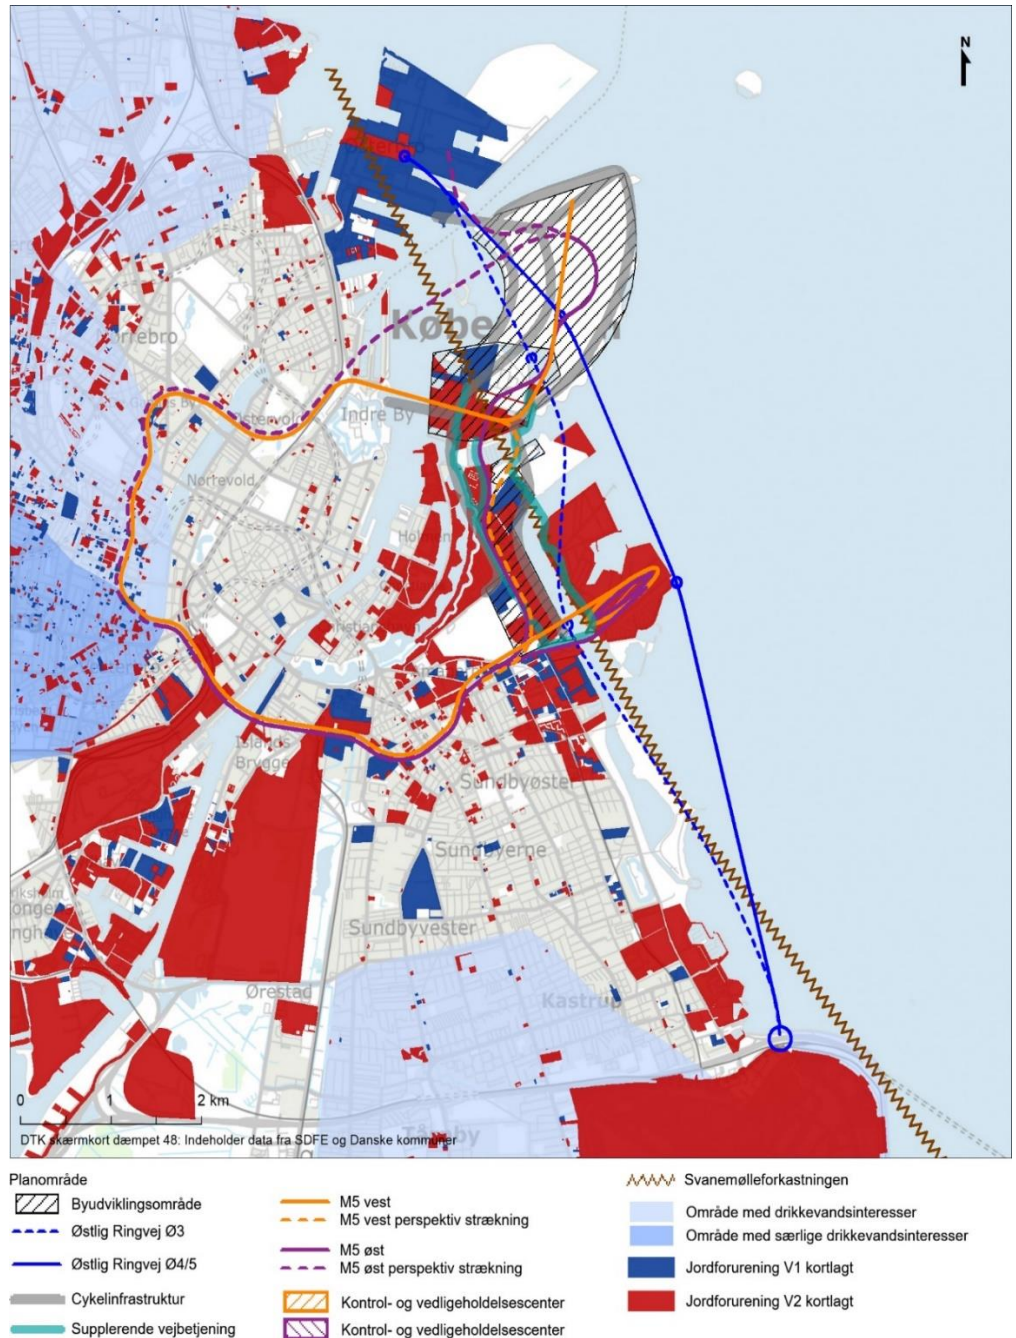 N
Købe
Indre By
Østervold
Nørrevold
Holmen
Islands
Brygge
Sundbyøster
Sundbyerne
Sundbyvester
Ørestad
Kastrup
Tårnby
0 1 2 km
DTK skærmkort dæmpet 48: Indeholder data fra SDFE og Danske kommuner
Planområde
Byudviklingsområde
Østlig Ringvej Ø3
Østlig Ringvej Ø4/5
Cykelinfrastruktur
Supplerende vejbetjening
M5 vest
M5 vest perspektiv strækning
M5 øst
M5 øst perspektiv strækning
Kontrol- og vedligeholdelsescenter
Kontrol- og vedligeholdelsescenter
Svanemølleforkastningen
Område med drikkevandsinteresser
Område med særlige drikkevandsinteresser
Jordforurening V1 kortlagt
Jordforurening V2 kortlagt